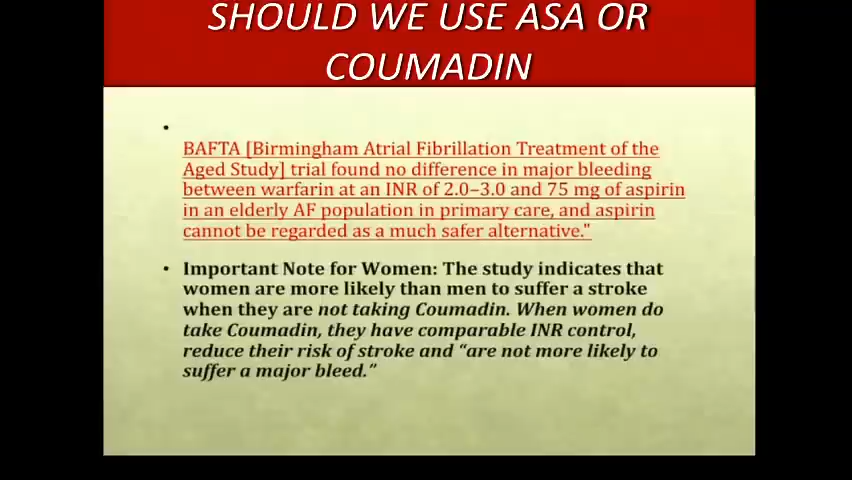 SHOULD WE USE ASA OR
COUMADIN
•
BAFTA [Birmingham Atrial Fibrillation Treatment of the
Aged Study] trial found no difference in major bleeding
between warfarin at an INR of 2.0–3.0 and 75 mg of aspirin
in an elderly AF population in primary care, and aspirin
cannot be regarded as a much safer alternative."
• Important Note for Women: The study indicates that
women are more likely than men to suffer a stroke
when they are not taking Coumadin. When women do
take Coumadin, they have comparable INR control,
reduce their risk of stroke and “are not more likely to
suffer a major bleed.”